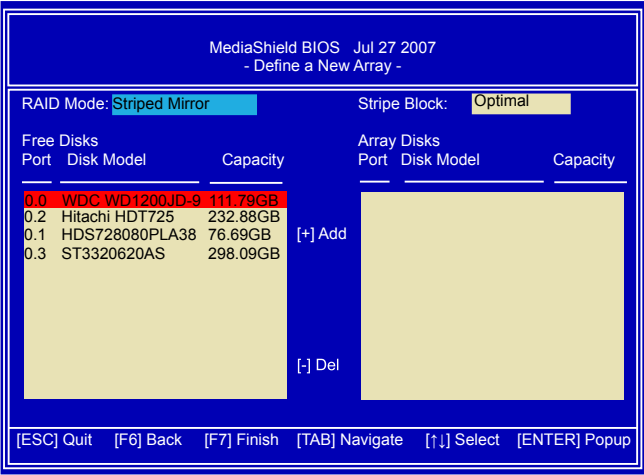 MediaShield BIOS Jul 27 2007
- Define a New Array -
RAID Mode: Striped Mirror Stripe Block: Optimal
Free Disks Array Disks
Port Disk Model Capacity Port Disk Model Capacity
0.0 WDC WD1200JD-9 111.79GB
0.2 Hitachi HDT725 232.88GB
0.1 HDS728080PLA38 76.69GB
[+] Add
0.3 ST3320620AS 298.09GB
[-] Del
[ESC] Quit [F6] Back [F7] Finish [TAB] Navigate [↑↓] Select [ENTER] Popup